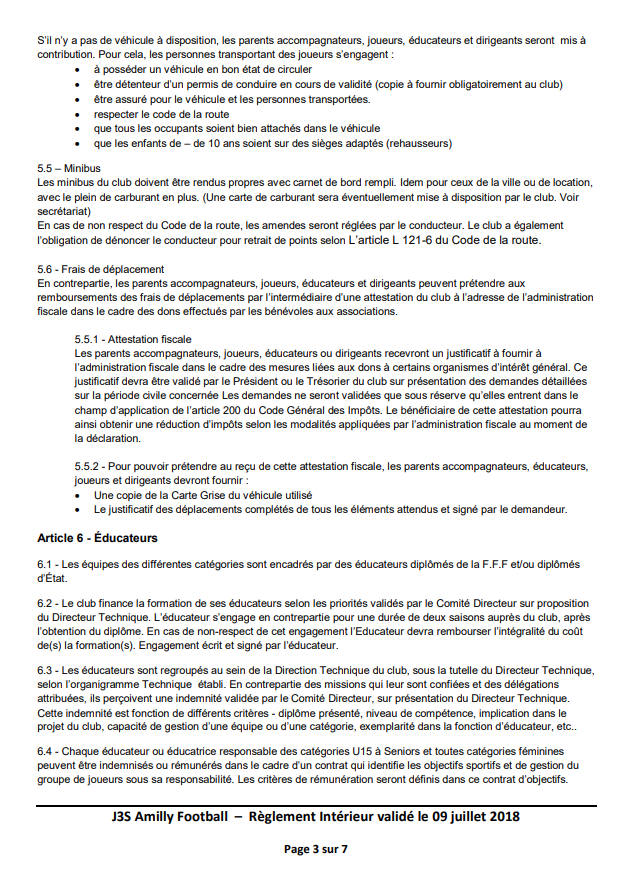 S’il n’y a pas de véhicule à disposition, les parents accompagnateurs, joueurs, éducateurs et dirigeants seront mis à
contribution. Pour cela, les personnes transportant des joueurs s’engagent :
• à posséder un véhicule en bon état de circuler
• être détenteur d’un permis de conduire en cours de validité (copie à fournir obligatoirement au club)
• être assuré pour le véhicule et les personnes transportées.
• respecter le code de la route
• que tous les occupants soient bien attachés dans le véhicule
• que les enfants de – de 10 ans soient sur des sièges adaptés (rehausseurs)
5.5 – Minibus
Les minibus du club doivent être rendus propres avec carnet de bord rempli. Idem pour ceux de la ville ou de location,
avec le plein de carburant en plus. (Une carte de carburant sera éventuellement mise à disposition par le club. Voir
secrétariat)
En cas de non respect du Code de la route, les amendes seront réglées par le conducteur. Le club a également
l’obligation de dénoncer le conducteur pour retrait de points selon L’article L 121-6 du Code de la route.
5.6 - Frais de déplacement
En contrepartie, les parents accompagnateurs, joueurs, éducateurs et dirigeants peuvent prétendre aux
remboursements des frais de déplacements par l’intermédiaire d’une attestation du club à l’adresse de l’administration
fiscale dans le cadre des dons effectués par les bénévoles aux associations.
5.5.1 - Attestation fiscale
Les parents accompagnateurs, joueurs, éducateurs ou dirigeants recevront un justificatif à fournir à
l’administration fiscale dans le cadre des mesures liées aux dons à certains organismes d’intérêt général. Ce
justificatif devra être validé par le Président ou le Trésorier du club sur présentation des demandes détaillées
sur la période civile concernée Les demandes ne seront validées que sous réserve qu’elles entrent dans le
champ d’application de l’article 200 du Code Général des Impôts. Le bénéficiaire de cette attestation pourra
ainsi obtenir une réduction d’impôts selon les modalités appliquées par l’administration fiscale au moment de
la déclaration.
5.5.2 - Pour pouvoir prétendre au reçu de cette attestation fiscale, les parents accompagnateurs, éducateurs,
joueurs et dirigeants devront fournir :
• Une copie de la Carte Grise du véhicule utilisé
• Le justificatif des déplacements complétés de tous les éléments attendus et signé par le demandeur.
Article 6 - Éducateurs
6.1 - Les équipes des différentes catégories sont encadrés par des éducateurs diplômés de la F.F.F et/ou diplômés
d’État.
6.2 - Le club finance la formation de ses éducateurs selon les priorités validés par le Comité Directeur sur proposition
du Directeur Technique. L’éducateur s’engage en contrepartie pour une durée de deux saisons auprès du club, après
l’obtention du diplôme. En cas de non-respect de cet engagement l’Educateur devra rembourser l’intégralité du coût
de(s) la formation(s). Engagement écrit et signé par l’éducateur.
6.3 - Les éducateurs sont regroupés au sein de la Direction Technique du club, sous la tutelle du Directeur Technique,
selon l’organigramme Technique établi. En contrepartie des missions qui leur sont confiées et des délégations
attribuées, ils perçoivent une indemnité validée par le Comité Directeur, sur présentation du Directeur Technique.
Cette indemnité est fonction de différents critères - diplôme présenté, niveau de compétence, implication dans le
projet du club, capacité de gestion d’une équipe ou d’une catégorie, exemplarité dans la fonction d’éducateur, etc..
6.4 - Chaque éducateur ou éducatrice responsable des catégories U15 à Seniors et toutes catégories féminines
peuvent être indemnisés ou rémunérés dans le cadre d’un contrat qui identifie les objectifs sportifs et de gestion du
groupe de joueurs sous sa responsabilité. Les critères de rémunération seront définis dans ce contrat d’objectifs.
J3S Amilly Football – Règlement Intérieur validé le 09 juillet 2018
Page 3 sur 7